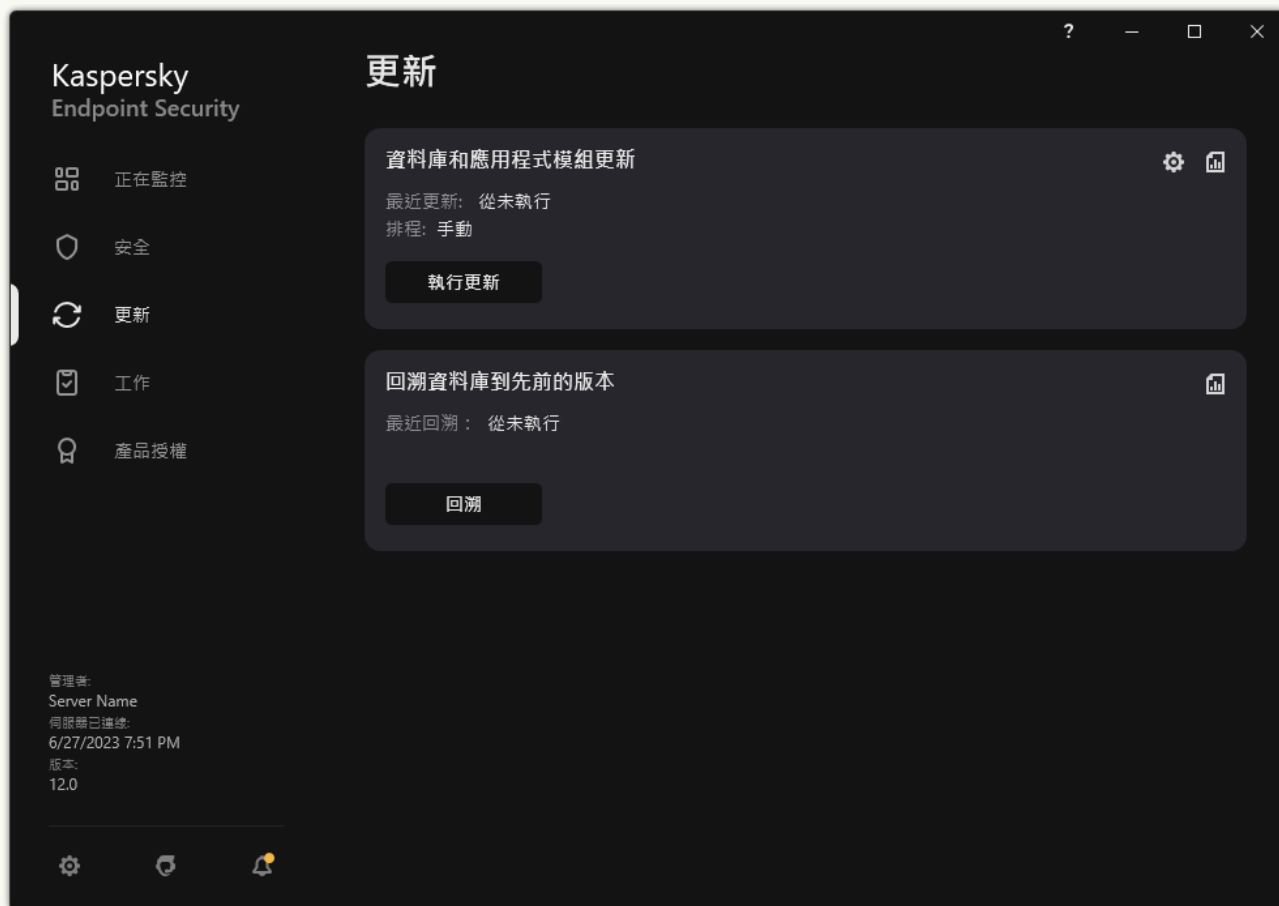 ?
Kaspersky
Endpoint Security
正在監控
安全
更新
工作
產品授權
管理者:
Server Name
伺服器已連線:
6/27/2023 7:51 PM
版本:
12.0
更新
資料庫和應用程式模組更新
最近更新: 從未執行
排程: 手動
執行更新
回溯資料庫到先前的版本
最近回溯： 從未執行
回溯